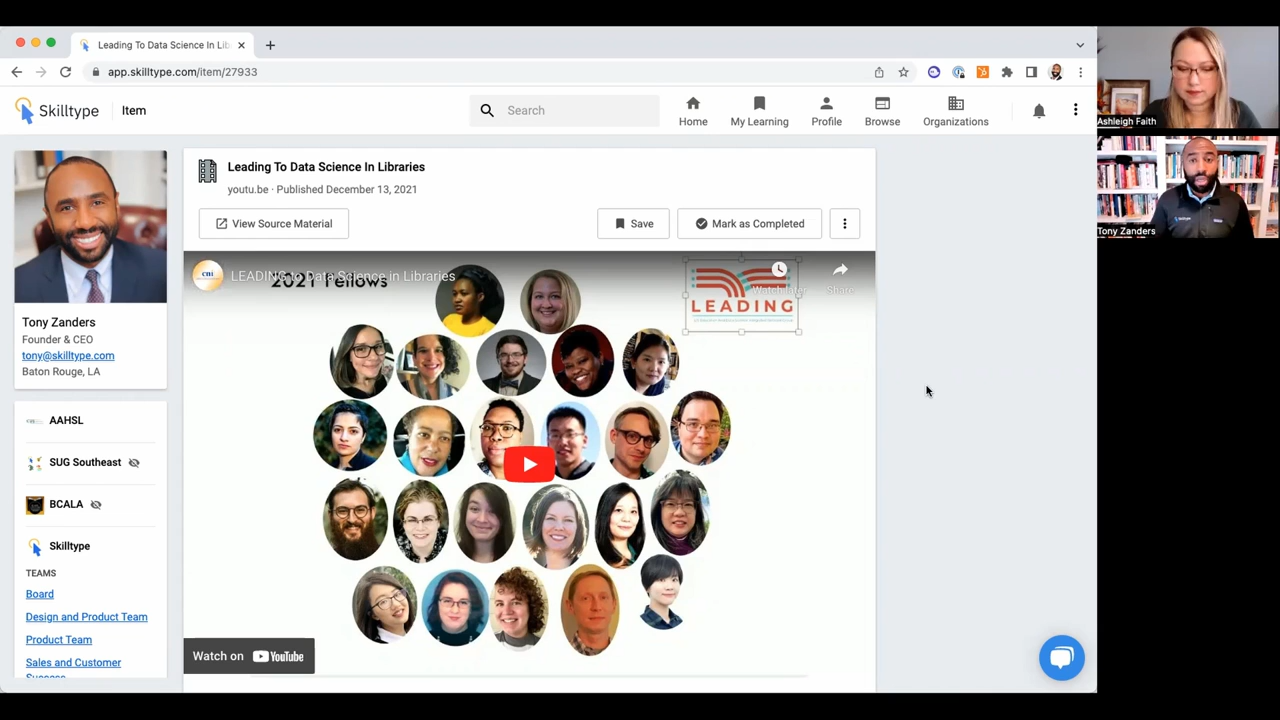 Leading To Data Science In Lib
app.skilltype.com/item/27933
Skilltype
Item
Search
Home
My Learning
Profile
Browse
Organizations
Ashleigh Faith
Tony Zanders
Tony Zanders
Founder & CEO
tony@skilltype.com
Baton Rouge, LA
AAHSL
SUG Southeast
BCALA
Skilltype
TEAMS
Board
Design and Product Team
Product Team
Sales and Customer
Success
Leading To Data Science In Libraries
youtu.be · Published December 13, 2021
View Source Material
Save
Mark as Completed
cni
LEADING to Data Science in Libraries
2021 Fellows
Watch later
Share
LEADING
Watch on YouTube